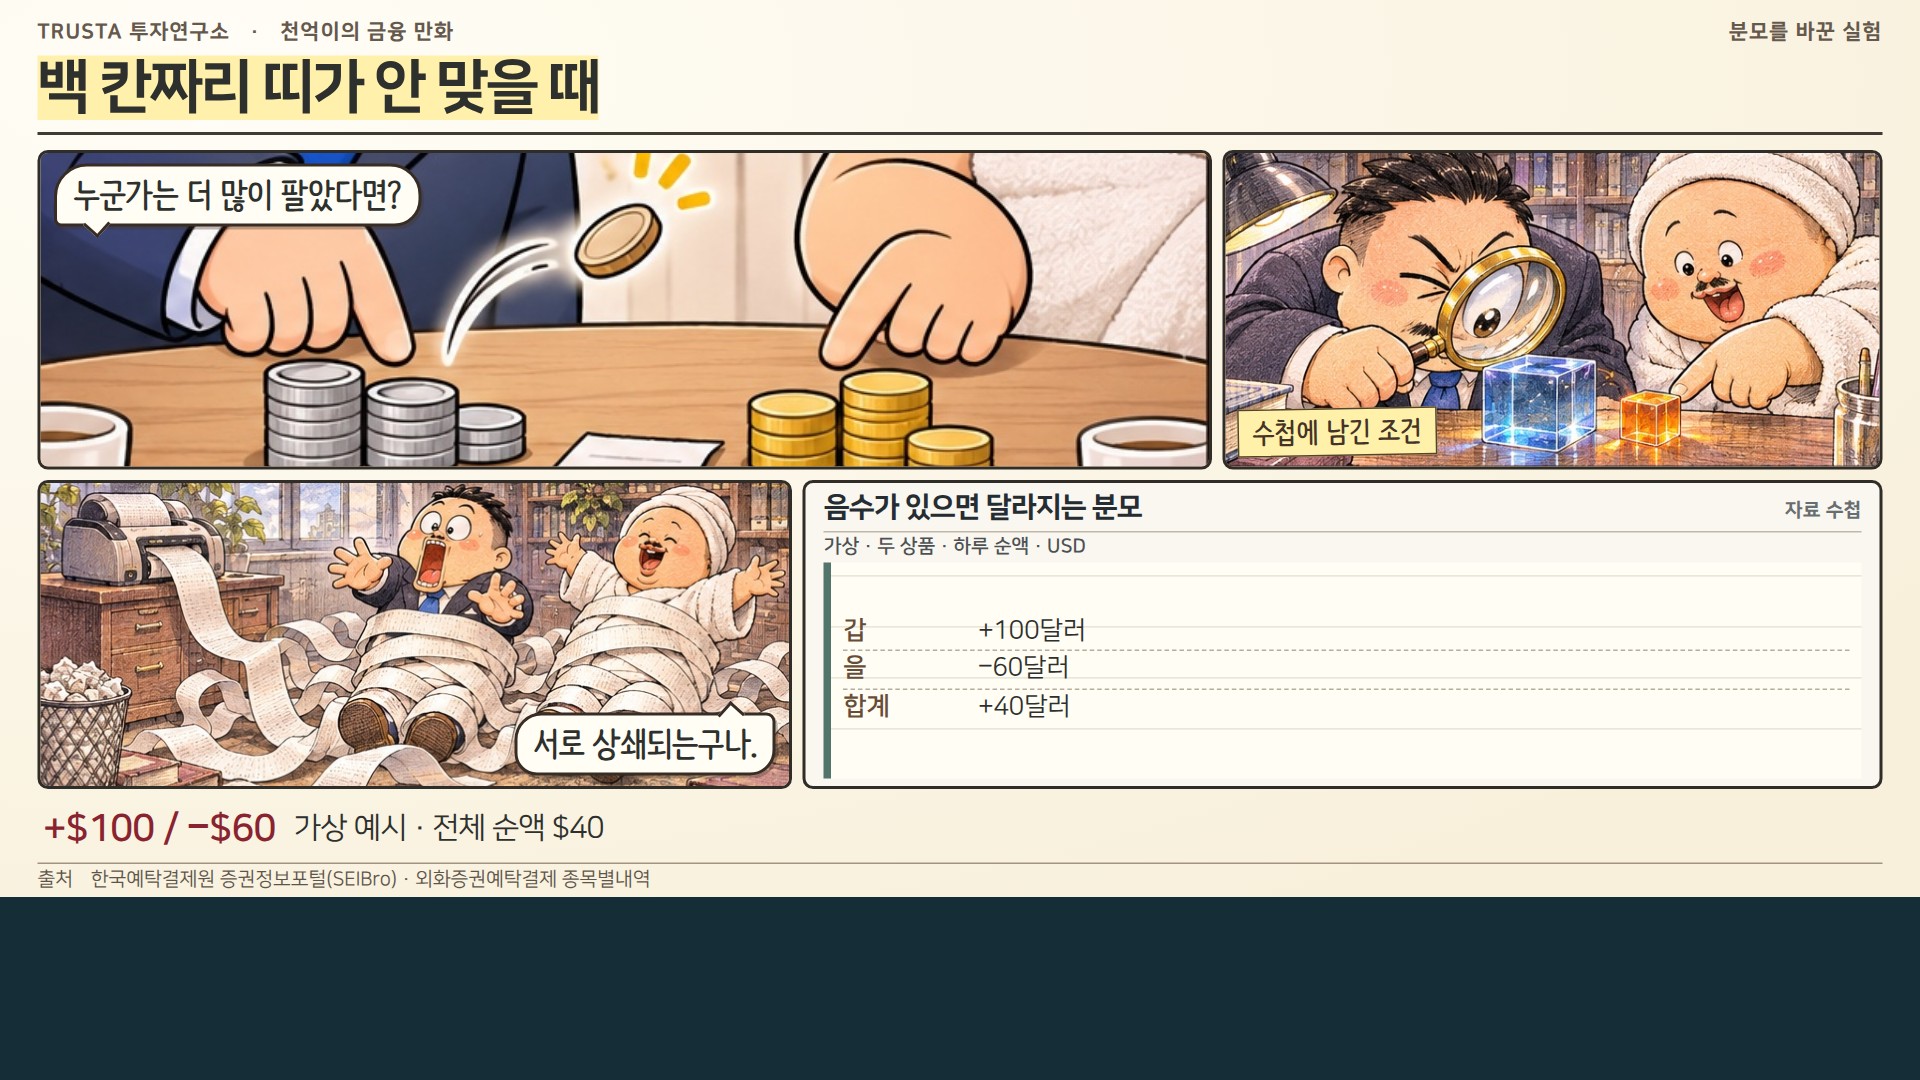 TRUSTA 투자연구소 · 천억이의 금융 만화
분모를 바꾼 실험
백 칸짜리 띠가 안 맞을 때
누군가는 더 많이 팔았다면?
수첩에 남긴 조건
서로 상쇄되는구나.
음수가 있으면 달라지는 분모
자료 수첩
가상 · 두 상품 · 하루 순액 · USD
갑 +100달러
을 −60달러
합계 +40달러
+$100 / −$60 가상 예시 · 전체 순액 $40
출처 한국예탁결제원 증권정보포털(SEIBro) · 외화증권예탁결제 종목별내역